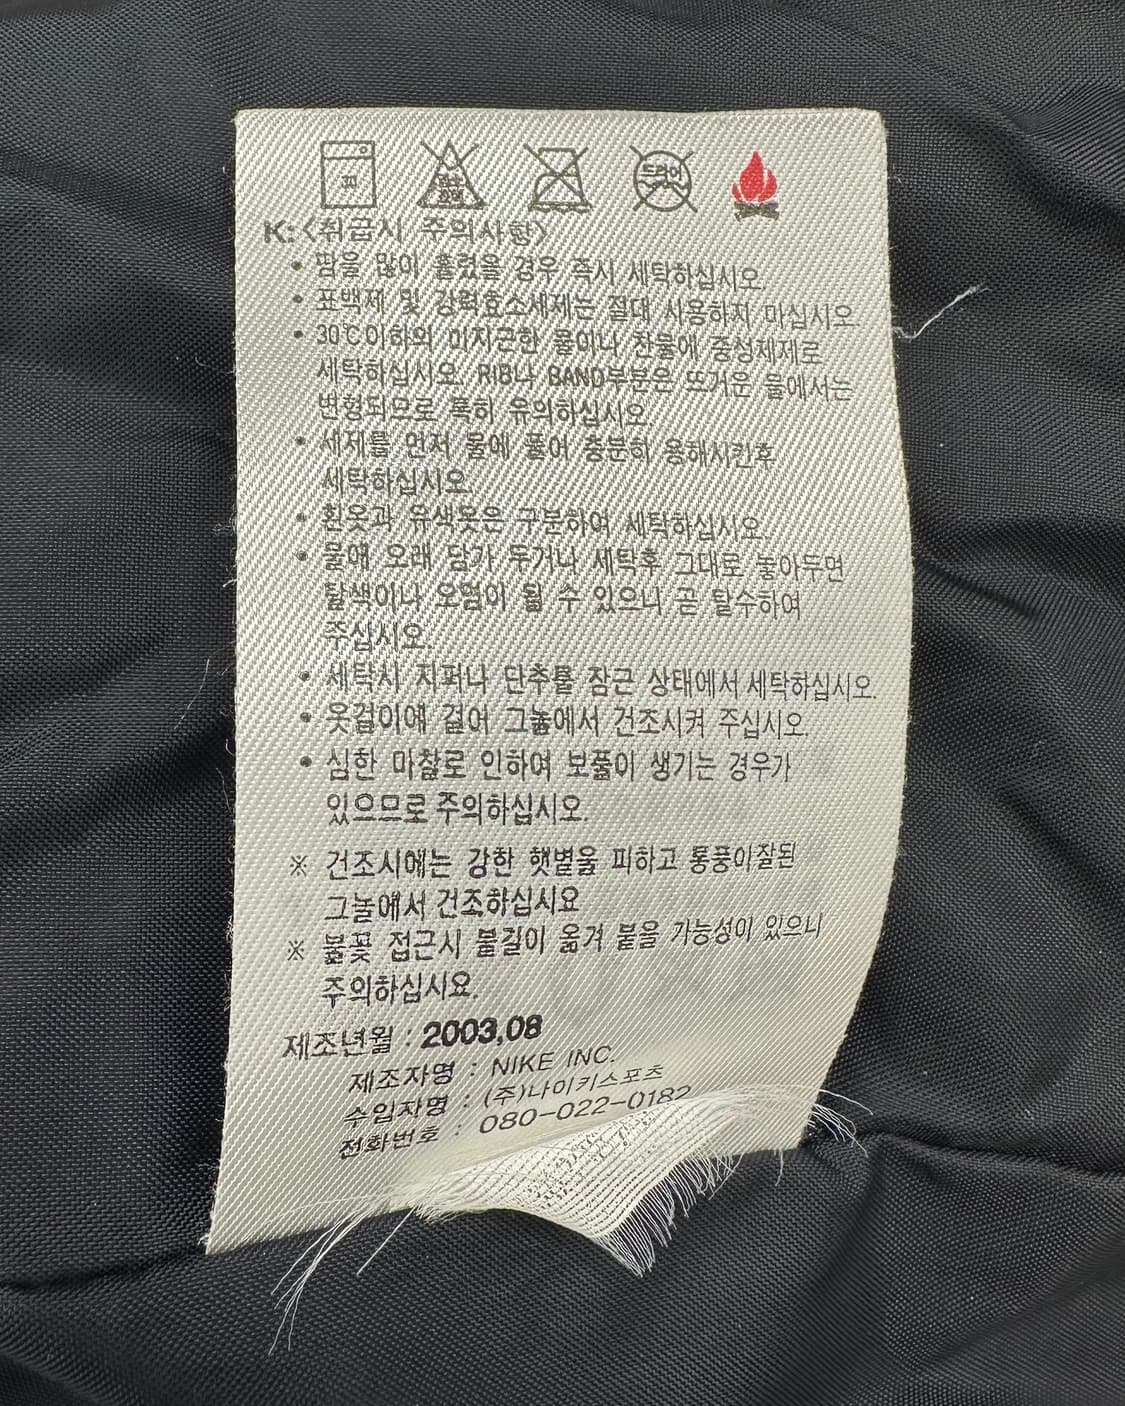 30
드라이
K:<취급시 주의사항>
• 땀을 많이 흘렸을 경우 즉시 세탁하십시오.
• 표백제 및 강력효소세제는 절대 사용하지 마십시오.
• 30℃이하의 미지근한 물이나 찬물에 중성제제로
세탁하십시오. RIB나 BAND부분은 뜨거운 물에서는
변형되므로 특히 유의하십시오.
• 세제를 먼저 물에 풀어 충분히 용해시킨후
세탁하십시오.
• 흰옷과 유색옷은 구분하여 세탁하십시오.
• 물에 오래 담가 두거나 세탁후 그대로 놓아두면
탈색이나 오염이 될 수 있으니 곧 탈수하여
주십시오.
• 세탁시 지퍼나 단추를 잠근 상태에서 세탁하십시오.
• 옷걸이에 걸어 그늘에서 건조시켜 주십시오.
• 심한 마찰로 인하여 보풀이 생기는 경우가
있으므로 주의하십시오.
※ 건조시에는 강한 햇볕을 피하고 통풍이잘된
그늘에서 건조하십시요
※ 불꽃 접근시 불길이 옮겨 붙을 가능성이 있으니
주의하십시요.
제조년월 : 2003,08
제조자명 : NIKE INC.
수입자명 : (주)나이키스포츠
전화번호 : 080-022-0182